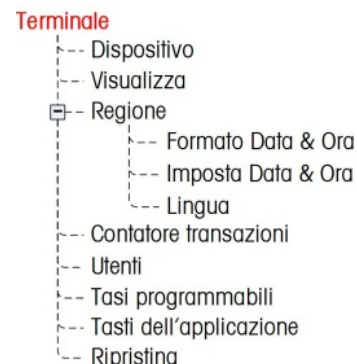 Terminale
Dispositivo
Visualizza
Regione
Formato Data & Ora
Imposta Data & Ora
Lingua
Contatore transazioni
Utenti
Tasi programmabili
Tasti dell'applicazione
Ripristina